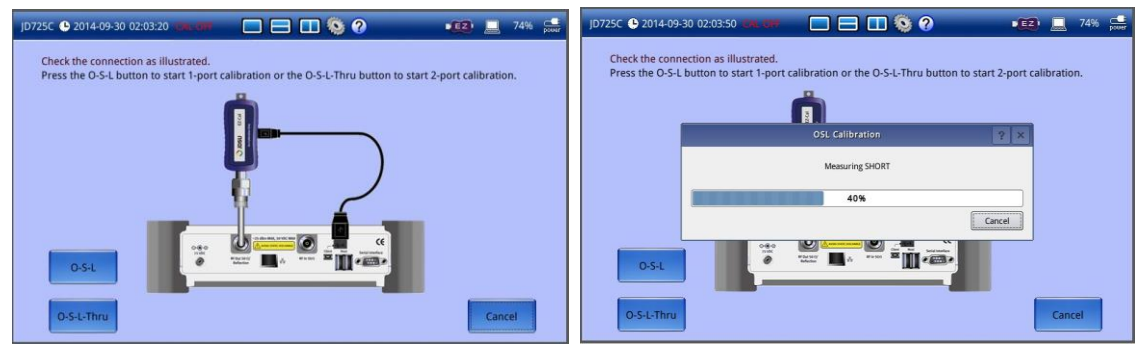 JD725C 2014-09-30 02:03:20 CAL OFF EZ 74% power
Check the connection as illustrated.
Press the O-S-L button to start 1-port calibration or the O-S-L-Thru button to start 2-port calibration.
CE
O-S-L
O-S-L-Thru
Cancel
JD725C 2014-09-30 02:03:50 CAL OFF EZ 74% power
Check the connection as illustrated.
Press the O-S-L button to start 1-port calibration or the O-S-L-Thru button to start 2-port calibration.
OSL Calibration
Measuring SHORT
40%
Cancel
O-S-L
O-S-L-Thru
Cancel